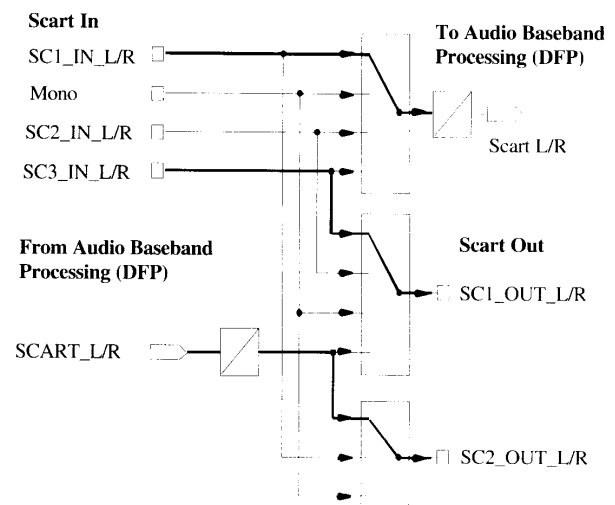 Scart In
SC1_IN_L/R
Mono
SC2_IN_L/R
SC3_IN_L/R
To Audio Baseband
Processing (DFP)
Scart L/R
From Audio Baseband
Processing (DFP)
SCART_L/R
Scart Out
SC1_OUT_L/R
SC2_OUT_L/R